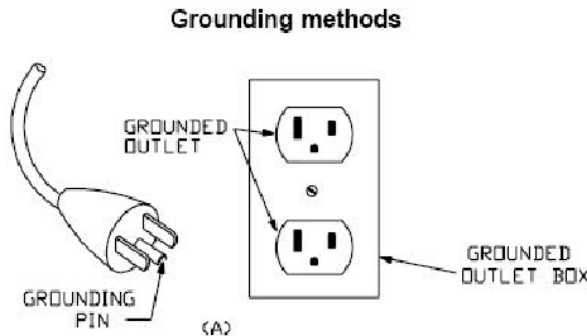 Grounding methods
GROUNDED
OUTLET
GROUNDED
OUTLET BOX
GROUNDING
PIN
(A)